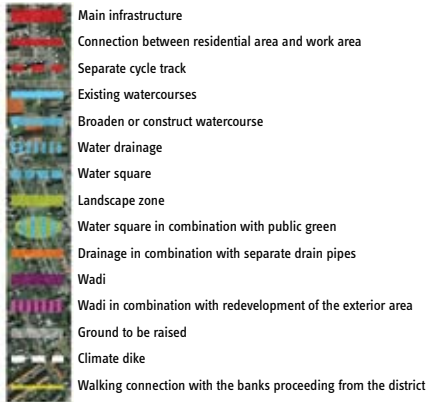 Main infrastructure
Connection between residential area and work area
Separate cycle track
Existing watercourses
Broaden or construct watercourse
Water drainage
Water square
Landscape zone
Water square in combination with public green
Drainage in combination with separate drain pipes
Wadi
Wadi in combination with redevelopment of the exterior area
Ground to be raised
Climate dike
Walking connection with the banks proceeding from the district